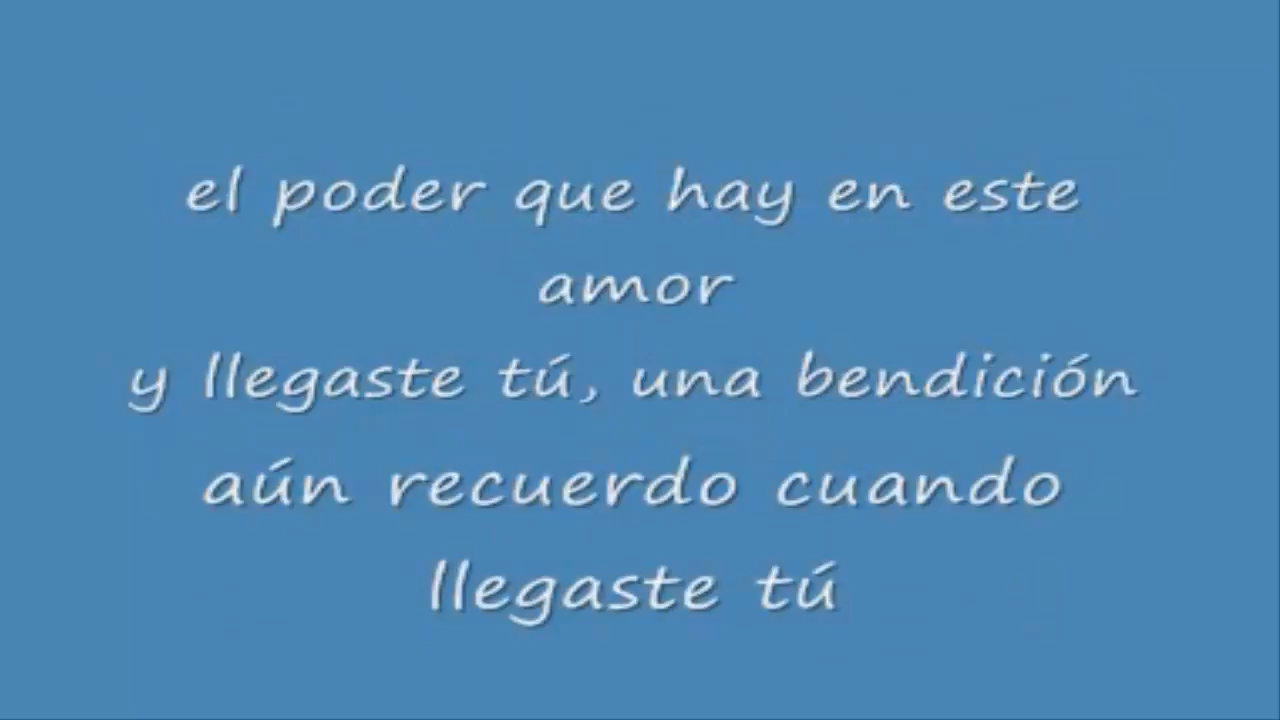 el poder que hay en este
amor
y llegaste tú, una bendición
aún recuerdo cuando
llegaste tú